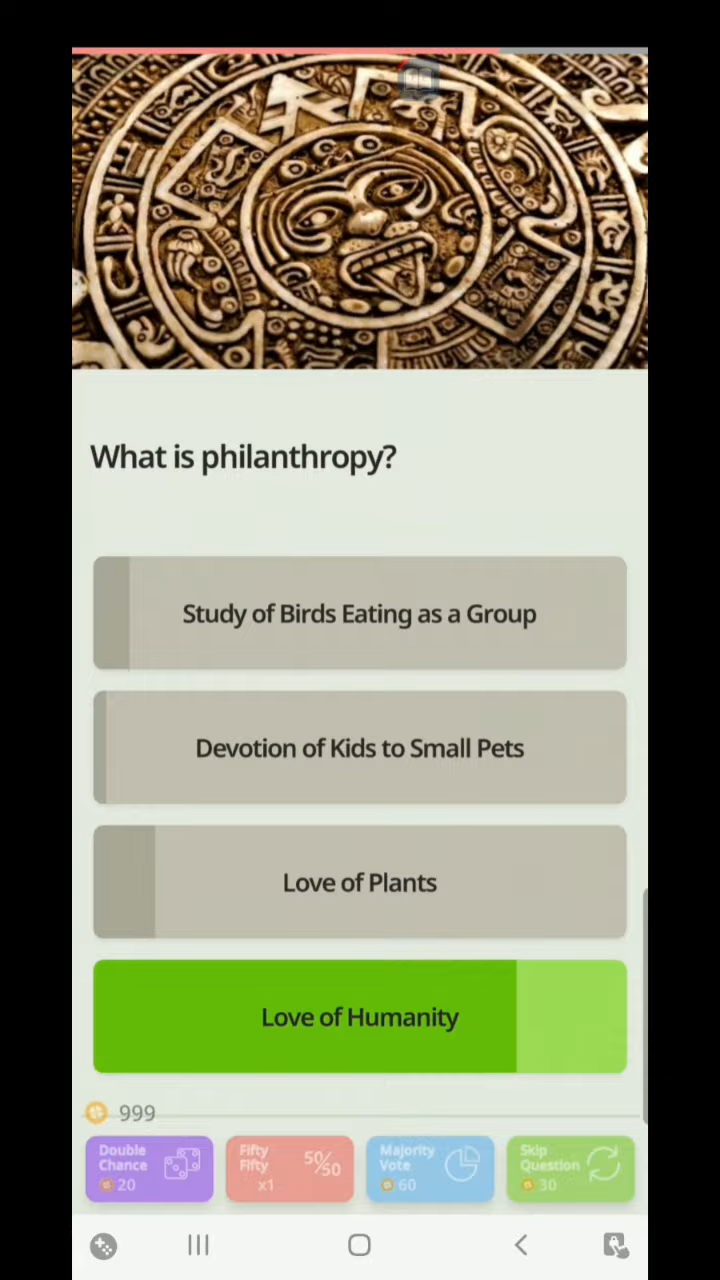 What is philanthropy?
Study of Birds Eating as a Group
Devotion of Kids to Small Pets
Love of Plants
Love of Humanity
999
Double
Chance
20
Fifty
Fifty
x1
50/50
Majority
Vote
60
Skip
Question
30